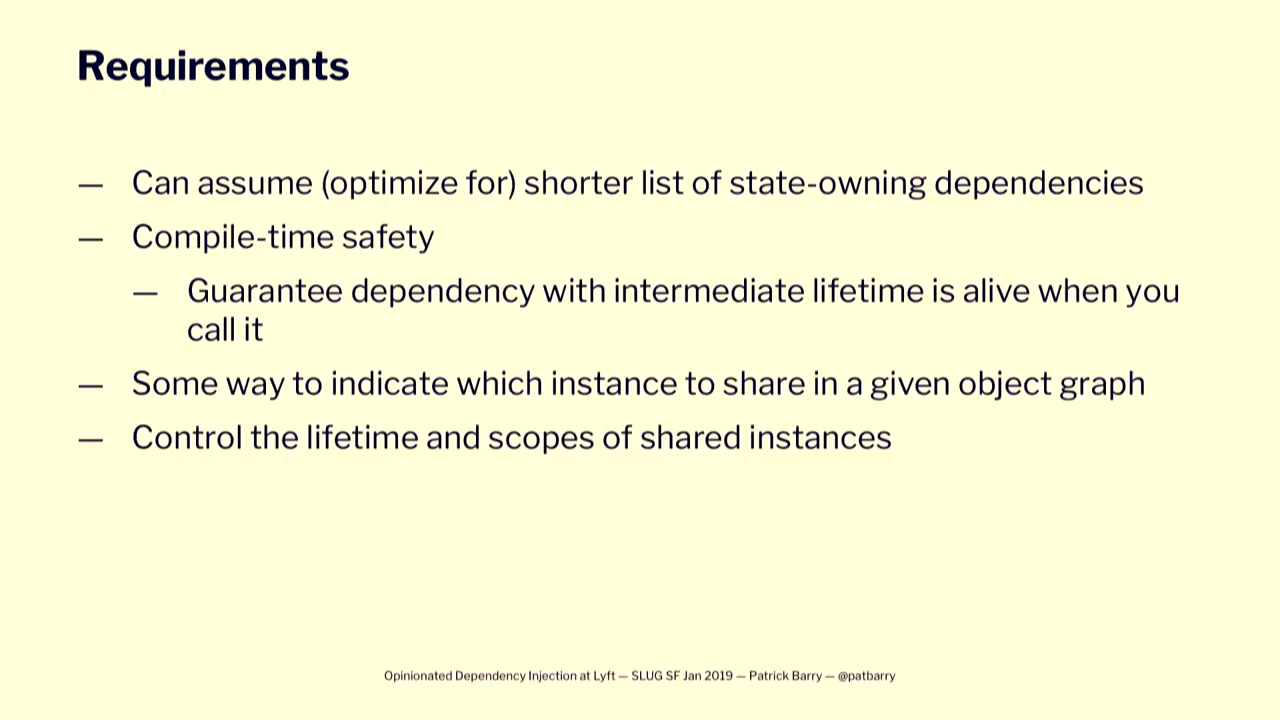 Requirements
— Can assume (optimize for) shorter list of state-owning dependencies
— Compile-time safety
— Guarantee dependency with intermediate lifetime is alive when you
call it
— Some way to indicate which instance to share in a given object graph
— Control the lifetime and scopes of shared instances
Opinionated Dependency Injection at Lyft — SLUG SF Jan 2019 — Patrick Barry — @patbarry